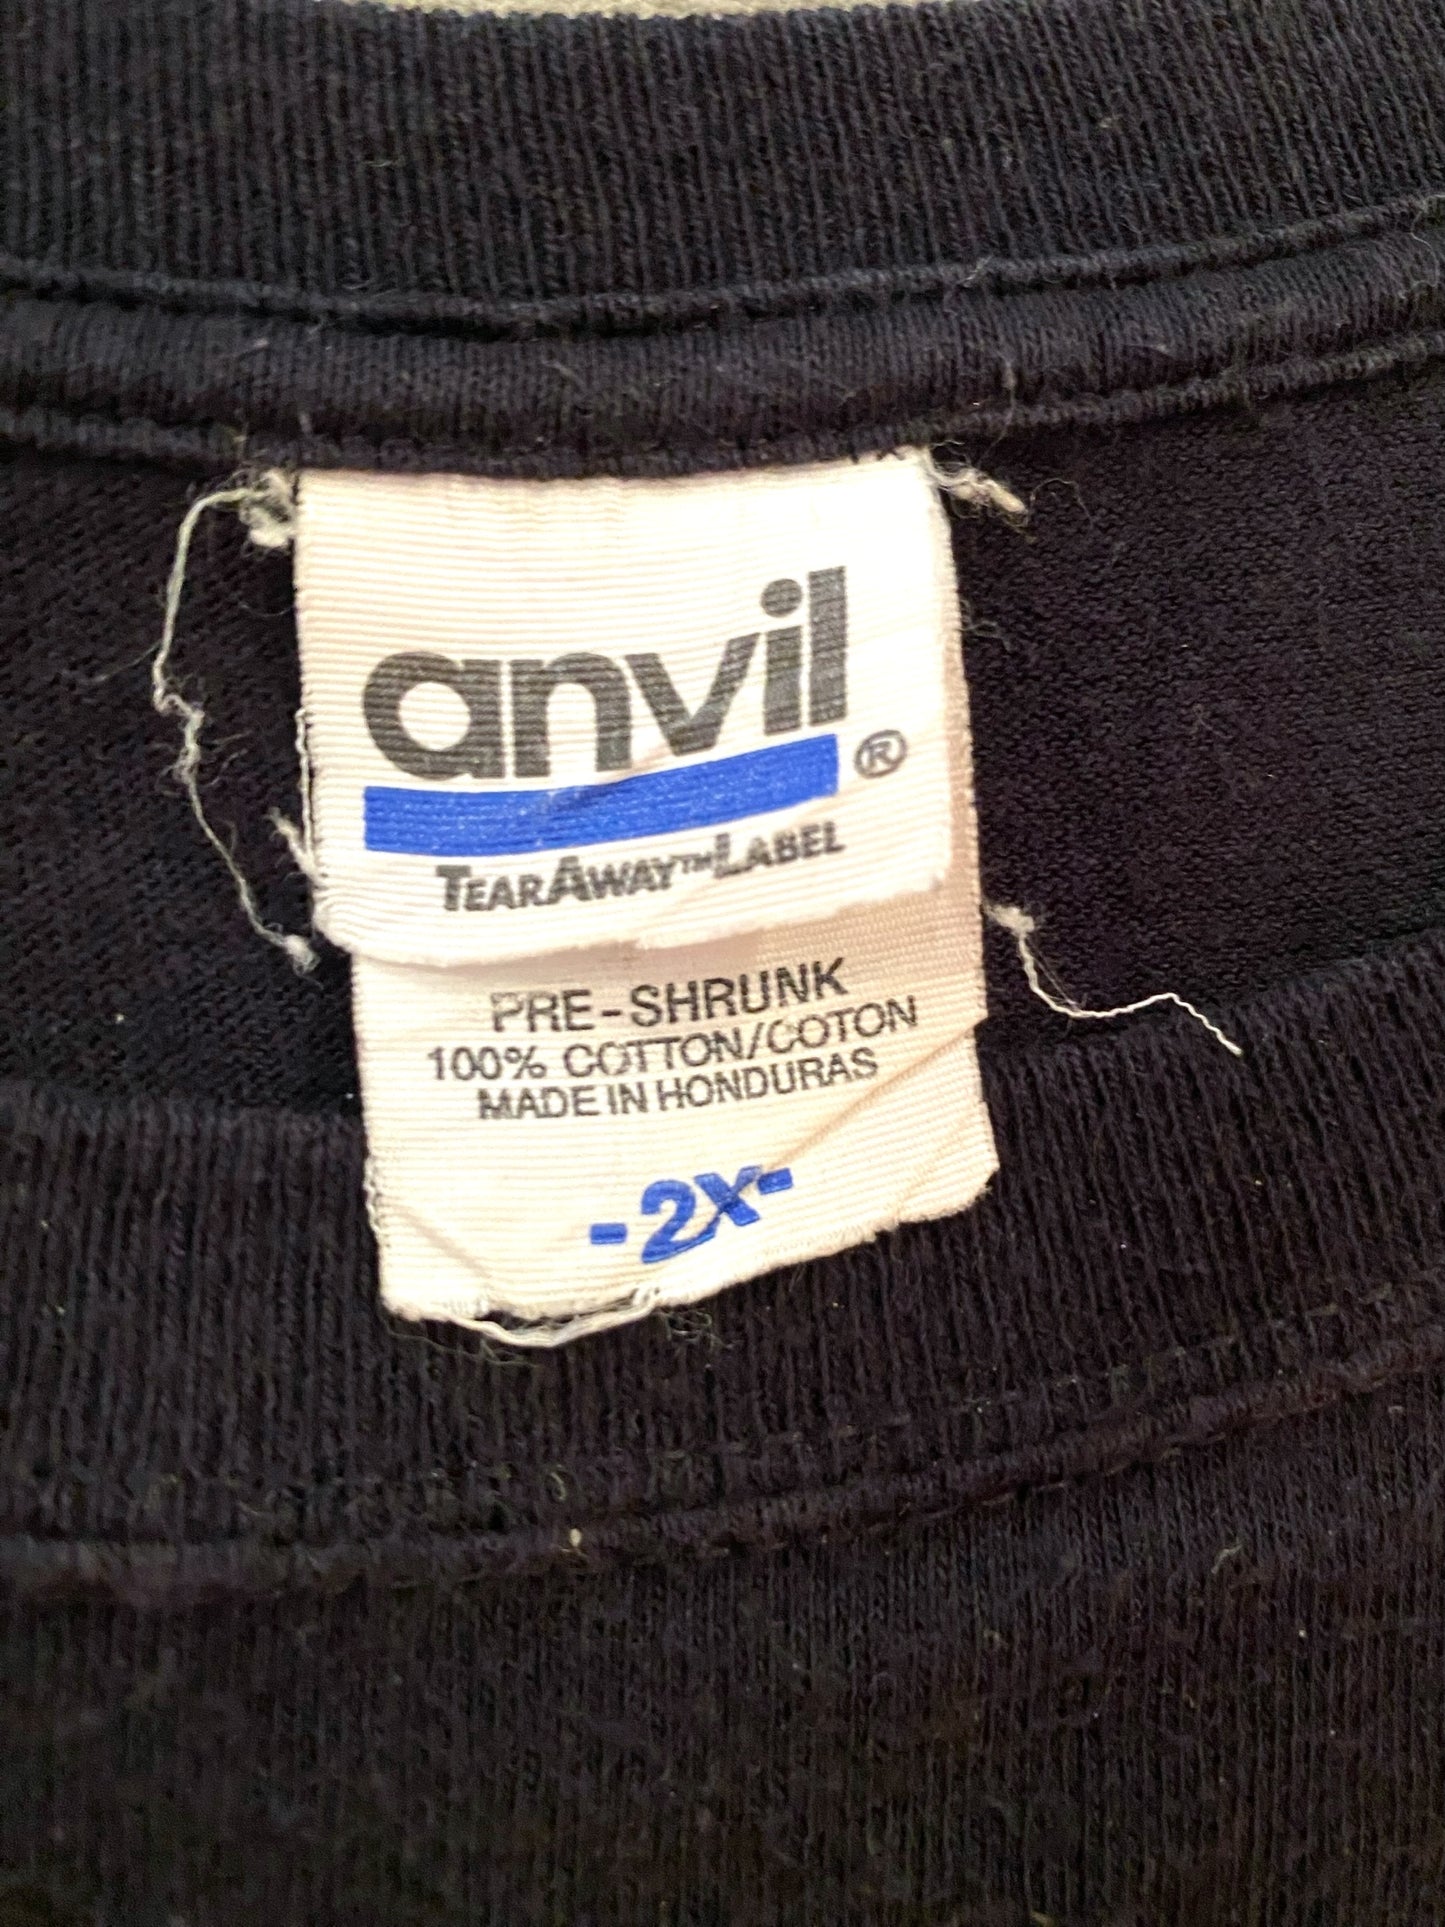 anvil
®
TEARAWAY™LABEL
PRE-SHRUNK
100% COTTON/COTON
MADE IN HONDURAS
-2X-